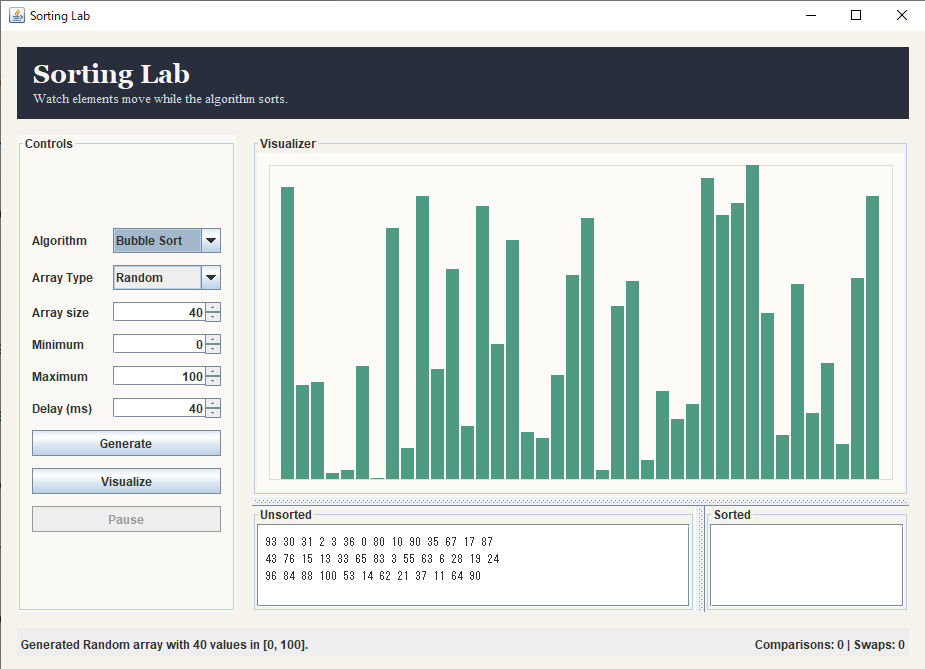 Sorting Lab
Sorting Lab
Watch elements move while the algorithm sorts.
Controls
Algorithm Bubble Sort
Array Type Random
Array size 40
Minimum 0
Maximum 100
Delay (ms) 40
Generate
Visualize
Pause
Visualizer
Unsorted
93 30 31 2 3 36 0 80 10 90 35 67 17 87
43 76 15 13 33 65 83 3 55 63 6 28 19 24
96 84 88 100 53 14 62 21 37 11 64 90
Sorted
Generated Random array with 40 values in [0, 100].
Comparisons: 0 | Swaps: 0